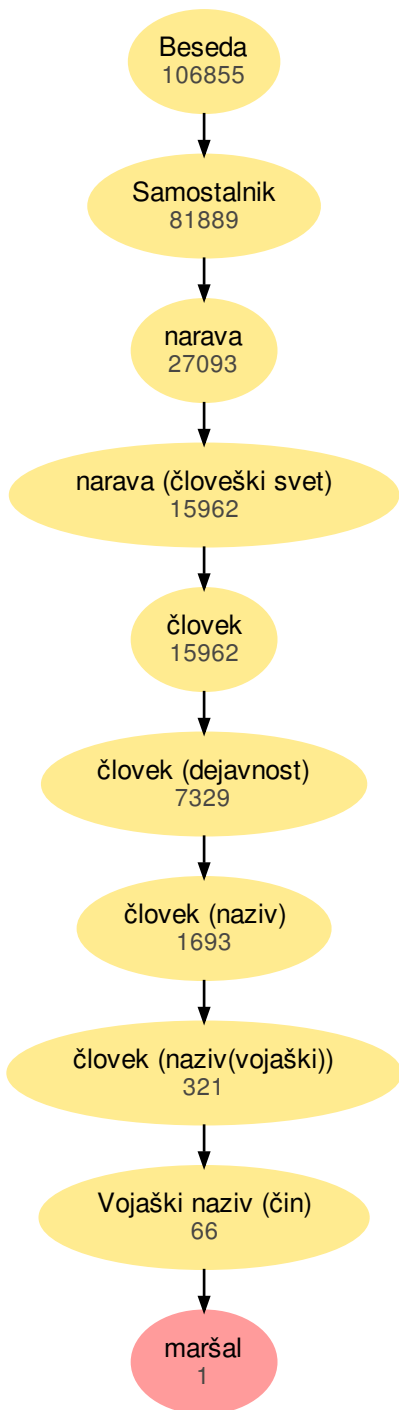 Beseda
106855
Samostalnik
81889
narava
27093
narava (človeški svet)
15962
človek
15962
človek (dejavnost)
7329
človek (naziv)
1693
človek (naziv(vojaški))
321
Vojaški naziv (čin)
66
maršal
1